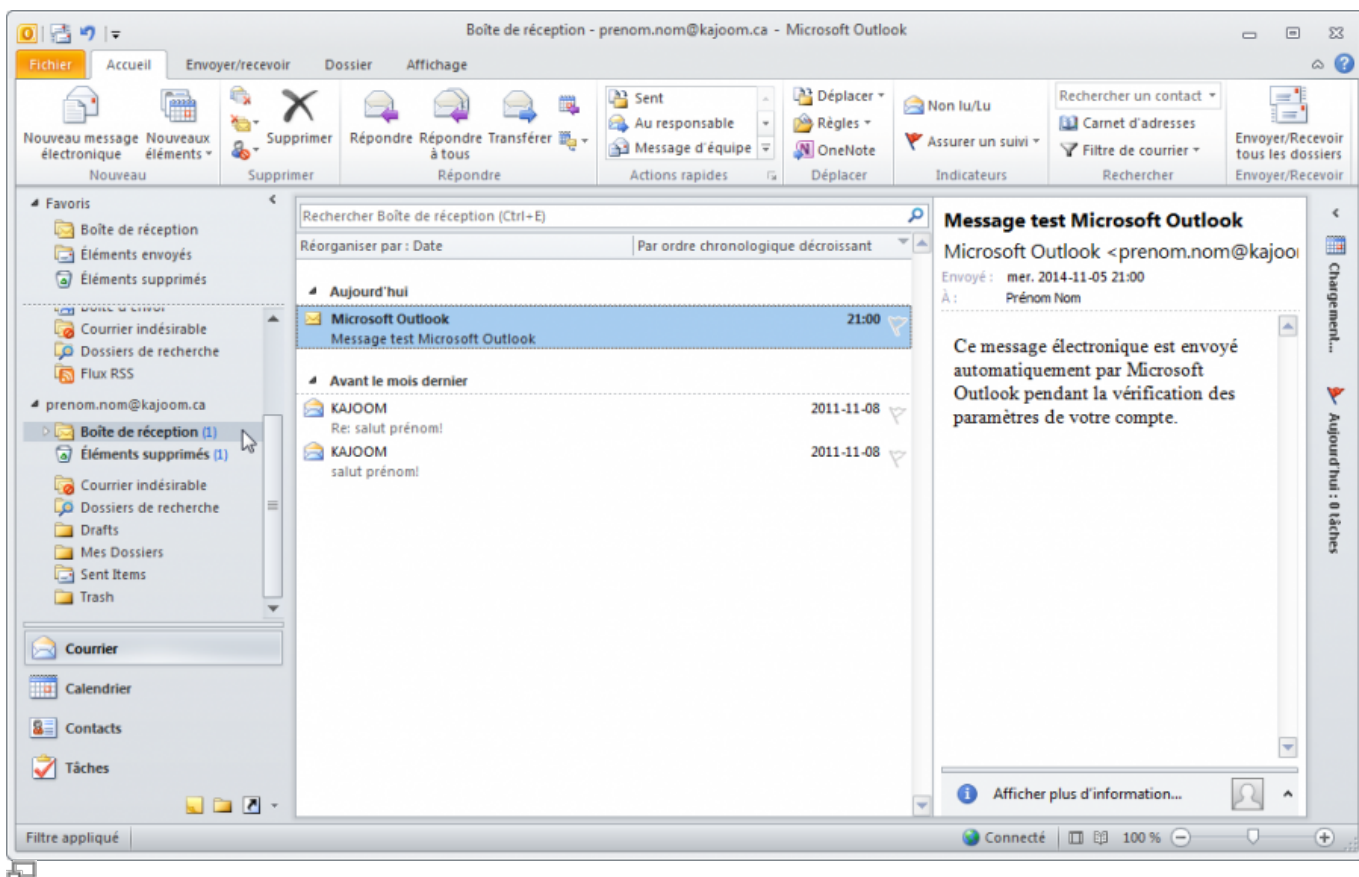 Boîte de réception - prenom.nom@kajoom.ca - Microsoft Outlook
Fichier Accueil Envoyer/recevoir Dossier Affichage
Nouveau message électronique
Nouveaux éléments
Nouveau
Supprimer
Supprimer
Répondre
Répondre à tous
Transférer
Répondre
Sent
Au responsable
Message d'équipe
Actions rapides
Déplacer
Règles
OneNote
Déplacer
Non lu/Lu
Assurer un suivi
Indicateurs
Rechercher un contact
Carnet d'adresses
Filtre de courrier
Rechercher
Envoyer/Recevoir
tous les dossiers
Envoyer/Recevoir
Favoris
Boîte de réception
Éléments envoyés
Éléments supprimés
Courrier indésirable
Dossiers de recherche
Flux RSS
prenom.nom@kajoom.ca
Boîte de réception (1)
Éléments supprimés (1)
Courrier indésirable
Dossiers de recherche
Drafts
Mes Dossiers
Sent Items
Trash
Courrier
Calendrier
Contacts
Tâches
Rechercher Boîte de réception (Ctrl+E)
Réorganiser par : Date Par ordre chronologique décroissant
Aujourd'hui
Microsoft Outlook 21:00
Message test Microsoft Outlook
Avant le mois dernier
KAJOOM 2011-11-08
Re: salut prénom!
KAJOOM 2011-11-08
salut prénom!
Message test Microsoft Outlook
Microsoft Outlook <prenom.nom@kajoo
Envoyé : mer. 2014-11-05 21:00
À : Prénom Nom
Ce message électronique est envoyé
automatiquement par Microsoft
Outlook pendant la vérification des
paramètres de votre compte.
Afficher plus d'information...
Chargement...
Aujourd'hui : 0 tâches
Filtre appliqué
Connecté
100 %